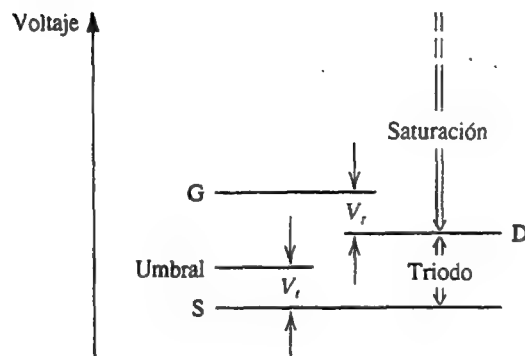 Voltaje
Saturación
G
V_t
D
Umbral
V_t
Triodo
S